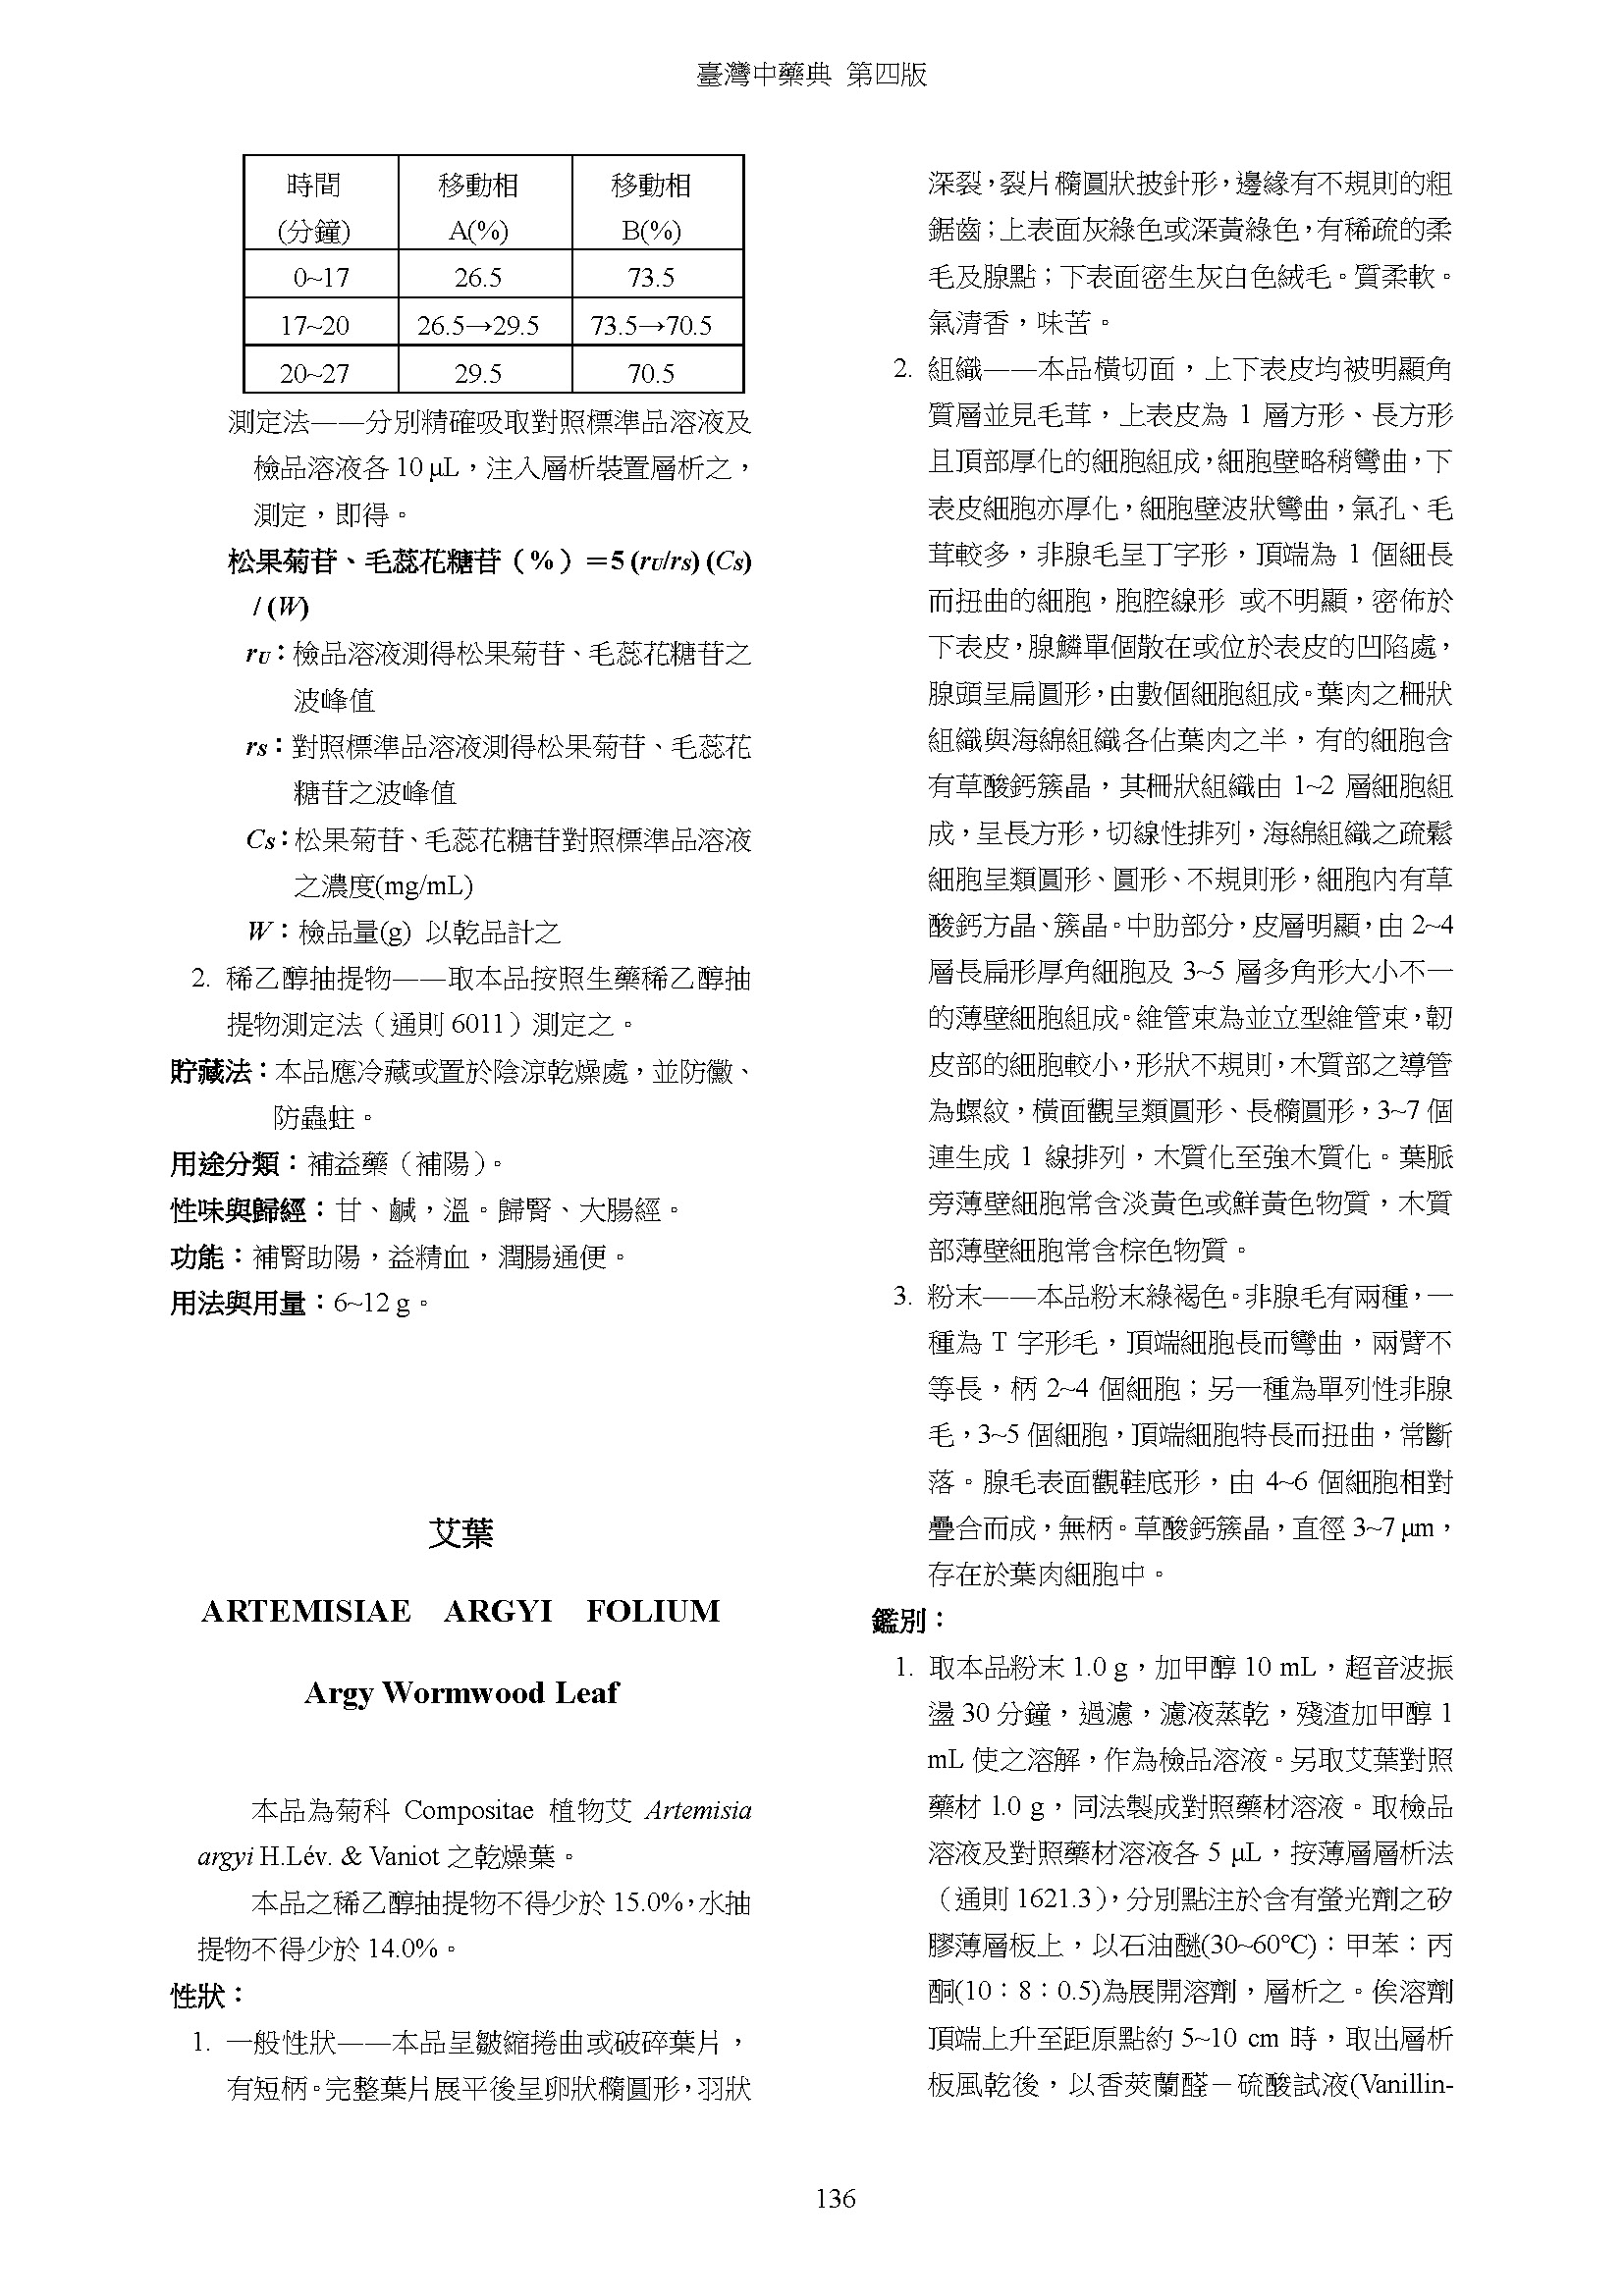 臺灣中藥典 第四版
時間 移動相 移動相
(分鐘) A(%) B(%)
0~17 26.5 73.5
17~20 26.5→29.5 73.5→70.5
20~27 29.5 70.5
測定法——分別精確吸取對照標準品溶液及
檢品溶液各 10 μL，注入層析裝置層析之，
測定，即得。
松果菊苷、毛蕊花糖苷（%）＝5 (rU/rS) (CS)
/ (W)
rU：檢品溶液測得松果菊苷、毛蕊花糖苷之
波峰值
rS：對照標準品溶液測得松果菊苷、毛蕊花
糖苷之波峰值
CS：松果菊苷、毛蕊花糖苷對照標準品溶液
之濃度(mg/mL)
W：檢品量(g) 以乾品計之
2. 稀乙醇抽提物——取本品按照生藥稀乙醇抽
提物測定法（通則 6011）測定之。
貯藏法：本品應冷藏或置於陰涼乾燥處，並防黴、
防蟲蛀。
用途分類：補益藥（補陽）。
性味與歸經：甘、鹹，溫。歸腎、大腸經。
功能：補腎助陽，益精血，潤腸通便。
用法與用量：6~12 g。
艾葉
ARTEMISIAE ARGYI FOLIUM
Argy Wormwood Leaf
本品為菊科 Compositae 植物艾 Artemisia
argyi H.Lév. & Vaniot 之乾燥葉。
本品之稀乙醇抽提物不得少於 15.0%，水抽
提物不得少於 14.0%。
性狀：
1. 一般性狀——本品呈皺縮捲曲或破碎葉片，
有短柄。完整葉片展平後呈卵狀橢圓形，羽狀
深裂，裂片橢圓狀披針形，邊緣有不規則的粗
鋸齒；上表面灰綠色或深黃綠色，有稀疏的柔
毛及腺點；下表面密生灰白色絨毛。質柔軟。
氣清香，味苦。
2. 組織——本品橫切面，上下表皮均被明顯角
質層並見毛茸，上表皮為 1 層方形、長方形
且頂部厚化的細胞組成，細胞壁略稍彎曲，下
表皮細胞亦厚化，細胞壁波狀彎曲，氣孔、毛
茸較多，非腺毛呈丁字形，頂端為 1 個細長
而扭曲的細胞，胞腔線形 或不明顯，密佈於
下表皮，腺鱗單個散在或位於表皮的凹陷處，
腺頭呈扁圓形，由數個細胞組成。葉肉之柵狀
組織與海綿組織各佔葉肉之半，有的細胞含
有草酸鈣簇晶，其柵狀組織由 1~2 層細胞組
成，呈長方形，切線性排列，海綿組織之疏鬆
細胞呈類圓形、圓形、不規則形，細胞內有草
酸鈣方晶、簇晶。中肋部分，皮層明顯，由 2~4
層長扁形厚角細胞及 3~5 層多角形大小不一
的薄壁細胞組成。維管束為並立型維管束，韌
皮部的細胞較小，形狀不規則，木質部之導管
為螺紋，橫面觀呈類圓形、長橢圓形，3~7 個
連生成 1 線排列，木質化至強木質化。葉脈
旁薄壁細胞常含淡黃色或鮮黃色物質，木質
部薄壁細胞常含棕色物質。
3. 粉末——本品粉末綠褐色。非腺毛有兩種，一
種為 T 字形毛，頂端細胞長而彎曲，兩臂不
等長，柄 2~4 個細胞；另一種為單列性非腺
毛，3~5 個細胞，頂端細胞特長而扭曲，常斷
落。腺毛表面觀鞋底形，由 4~6 個細胞相對
疊合而成，無柄。草酸鈣簇晶，直徑 3~7 μm，
存在於葉肉細胞中。
鑑別：
1. 取本品粉末 1.0 g，加甲醇 10 mL，超音波振
盪 30 分鐘，過濾，濾液蒸乾，殘渣加甲醇 1
mL 使之溶解，作為檢品溶液。另取艾葉對照
藥材 1.0 g，同法製成對照藥材溶液。取檢品
溶液及對照藥材溶液各 5 μL，按薄層層析法
（通則 1621.3），分別點注於含有螢光劑之矽
膠薄層板上，以石油醚(30~60°C)：甲苯：丙
酮(10：8：0.5)為展開溶劑，層析之。俟溶劑
頂端上升至距原點約 5~10 cm 時，取出層析
板風乾後，以香莢蘭醛－硫酸試液(Vanillin-
136